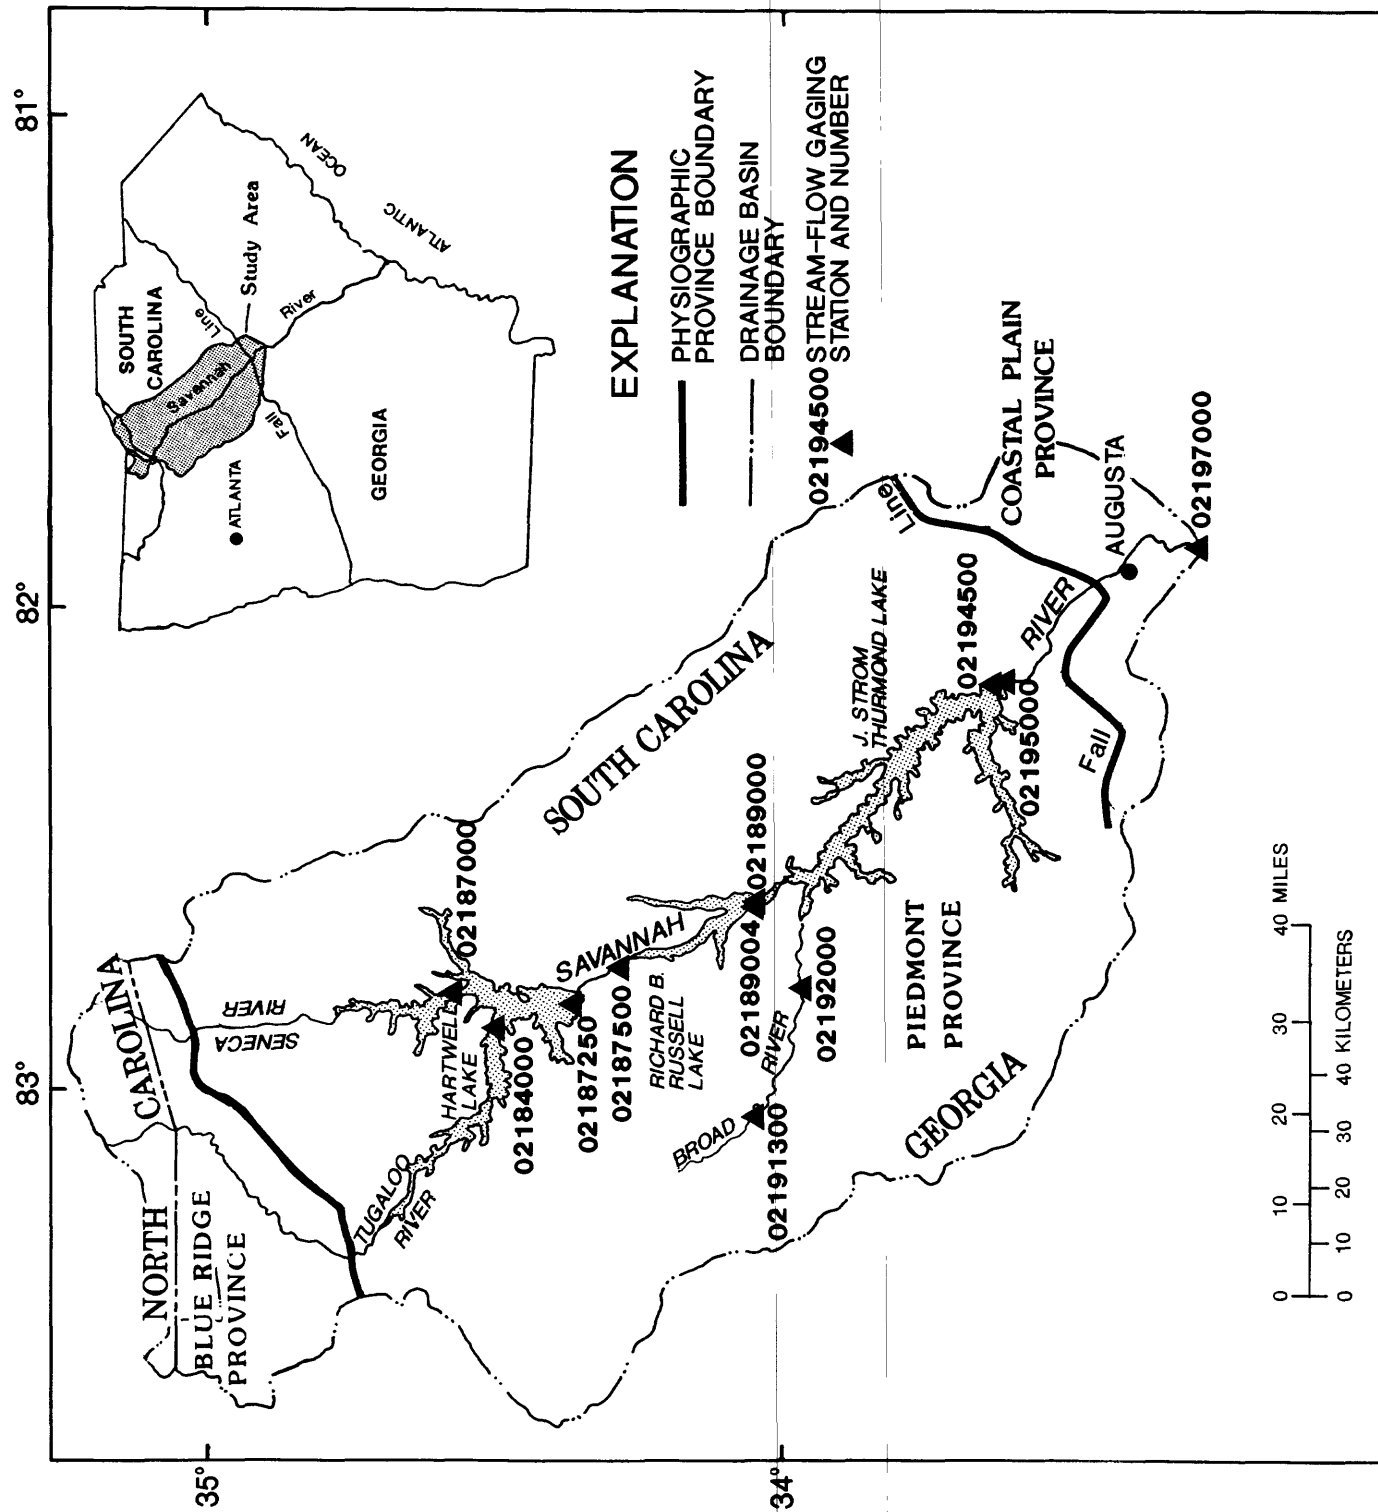 81°
82°
83°
35°
34°
SOUTH
CAROLINA
Savannah
Line
River
Study Area
Fall
ATLANTA
GEORGIA
ATLANTIC
OCEAN
EXPLANATION
PHYSIOGRAPHIC
PROVINCE BOUNDARY
DRAINAGE BASIN
BOUNDARY
02194500 STREAM-FLOW GAGING
STATION AND NUMBER
NORTH CAROLINA
BLUE RIDGE
PROVINCE
SENECA
RIVER
TUGALOO
RIVER
HARTWELL
LAKE
02187000
02184000
02187250
02187500
SAVANNAH
RICHARD B.
RUSSELL
LAKE
SOUTH CAROLINA
02189004
02189000
BROAD
RIVER
02191300
02192000
PIEDMONT
PROVINCE
GEORGIA
J. STROM
THURMOND LAKE
02194500
02195000
RIVER
Fall
Line
COASTAL PLAIN
PROVINCE
AUGUSTA
02197000
0 10 20 30 40 MILES
0 10 20 30 40 KILOMETERS